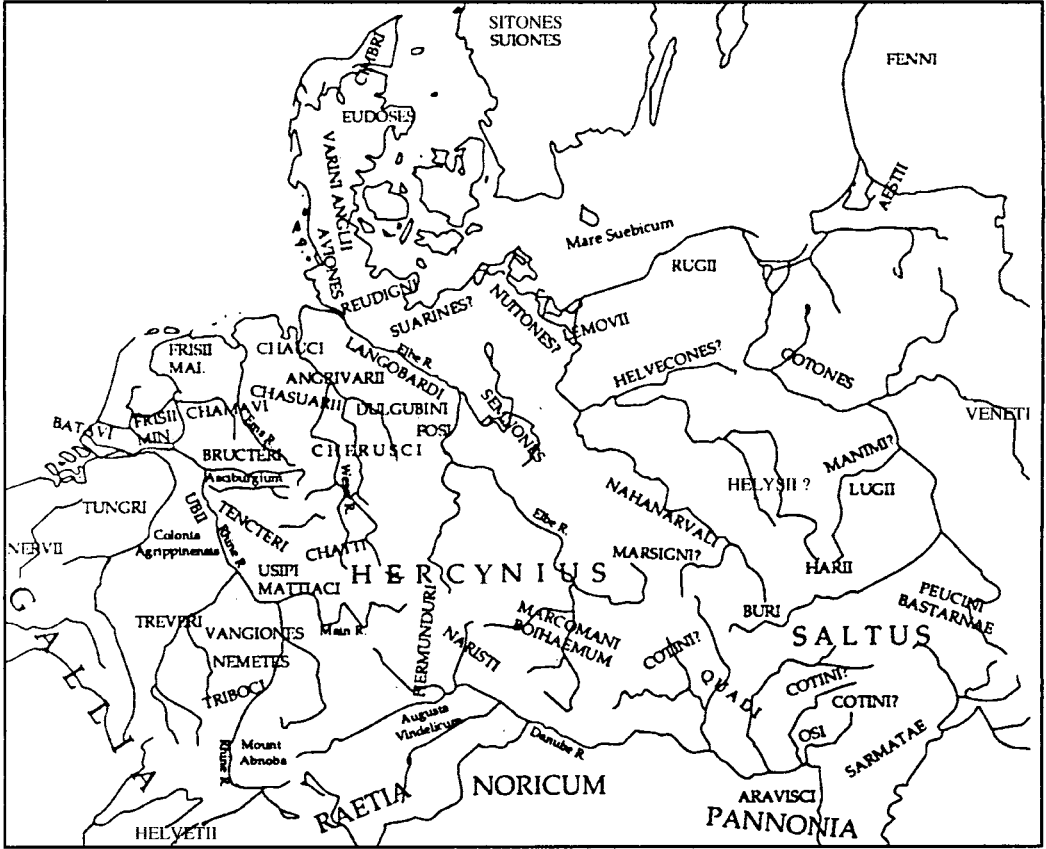 SITONES
SUIONES
FENNI
CIMBRI
EUDOSES
VARINI ANGLII
AVIONES
AESTII
Mare Suebicum
RUGII
REUDIGNI
SUARINES?
NUITONES?
LEMOVII
FRISII
MAI.
CHAUCI
LANGOBARDI
Elbe R.
HELVECONES?
GOTONES
ANGRIVARII
CHASUARII
DULGUBINI
FOSI
SEMNONES
VENETI
BATAVI
FRISII
MIN.
CHAMAVI
Ems R.
BRUCTERI
CHERUSCI
Asciburgium
Weser R.
MANIMI?
HELYSII ?
LUGII
NAHANARVALI
TUNGRI
UBII
TENCTERI
Elbe R.
Colonia
Agrippinensis
Rhine R.
NERVII
CHATTI
MARSIGNI?
HARII
USIPI
MATTIACI
HERCYNIUS
PEUCINI
BASTARNAE
GALLIA
TREVERI
VANGIONES
Main R.
HERMUNDURI
MARCOMANI
BOIHAEMUM
BURI
SALTUS
NARISTI
COTINI?
NEMETES
TRIBOCI
QUADI
COTINI?
COTINI?
Augusta
Vindelicum
OSI
Rhine R.
Mount
Abnoba
Danube R.
SARMATAE
RAETIA
NORICUM
ARAVISCI
PANNONIA
HELVETII